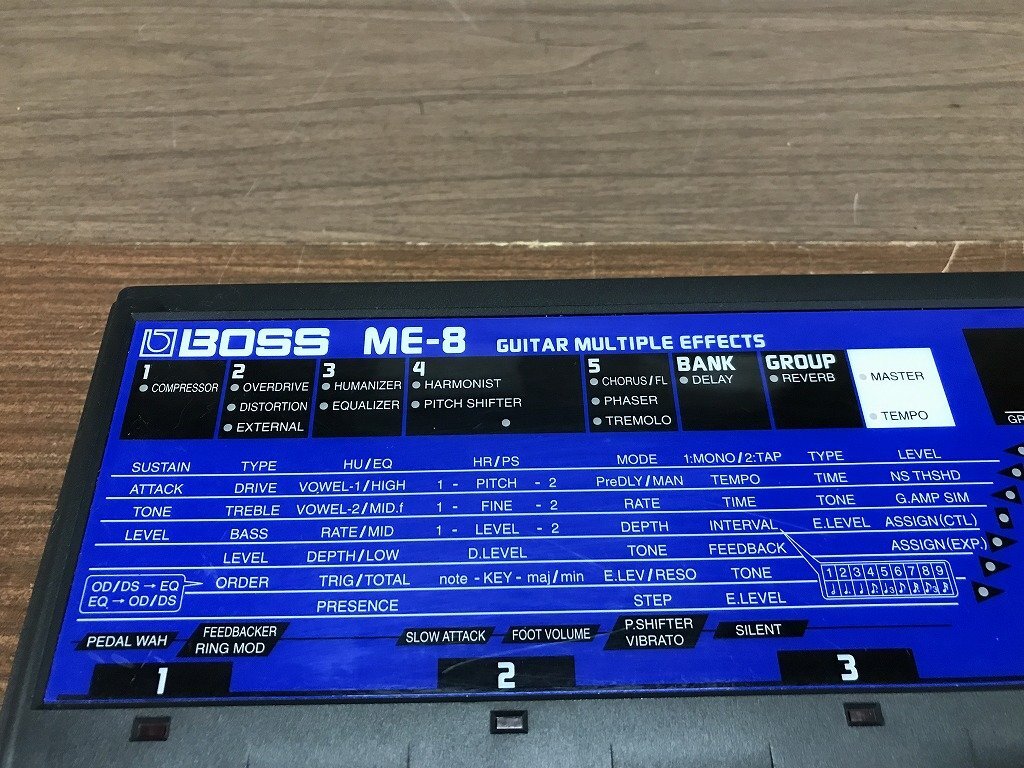 BOSS ME-8 GUITAR MULTIPLE EFFECTS
1 2 3 4 5 BANK GROUP
COMPRESSOR OVERDRIVE HUMANIZER HARMONIST CHORUS/FL DELAY REVERB MASTER
DISTORTION EQUALIZER PITCH SHIFTER PHASER
EXTERNAL TREMOLO TEMPO
SUSTAIN TYPE HU/EQ HR/PS MODE 1:MONO/2:TAP TYPE LEVEL
ATTACK DRIVE VOWEL-1/HIGH 1 - PITCH - 2 PreDLY/MAN TEMPO TIME NS THSHD
TONE TREBLE VOWEL-2/MID.f 1 - FINE - 2 RATE TIME TONE G.AMP SIM
LEVEL BASS RATE/MID 1 - LEVEL - 2 DEPTH INTERVAL E.LEVEL ASSIGN(CTL)
LEVEL DEPTH/LOW D.LEVEL TONE FEEDBACK ASSIGN(EXP.)
OD/DS → EQ
EQ → OD/DS
ORDER TRIG/TOTAL note - KEY - maj/min E.LEV/RESO TONE
1 2 3 4 5 6 7 8 9
PRESENCE STEP E.LEVEL
PEDAL WAH FEEDBACKER
RING MOD SLOW ATTACK FOOT VOLUME P.SHIFTER
VIBRATO SILENT
1 2 3